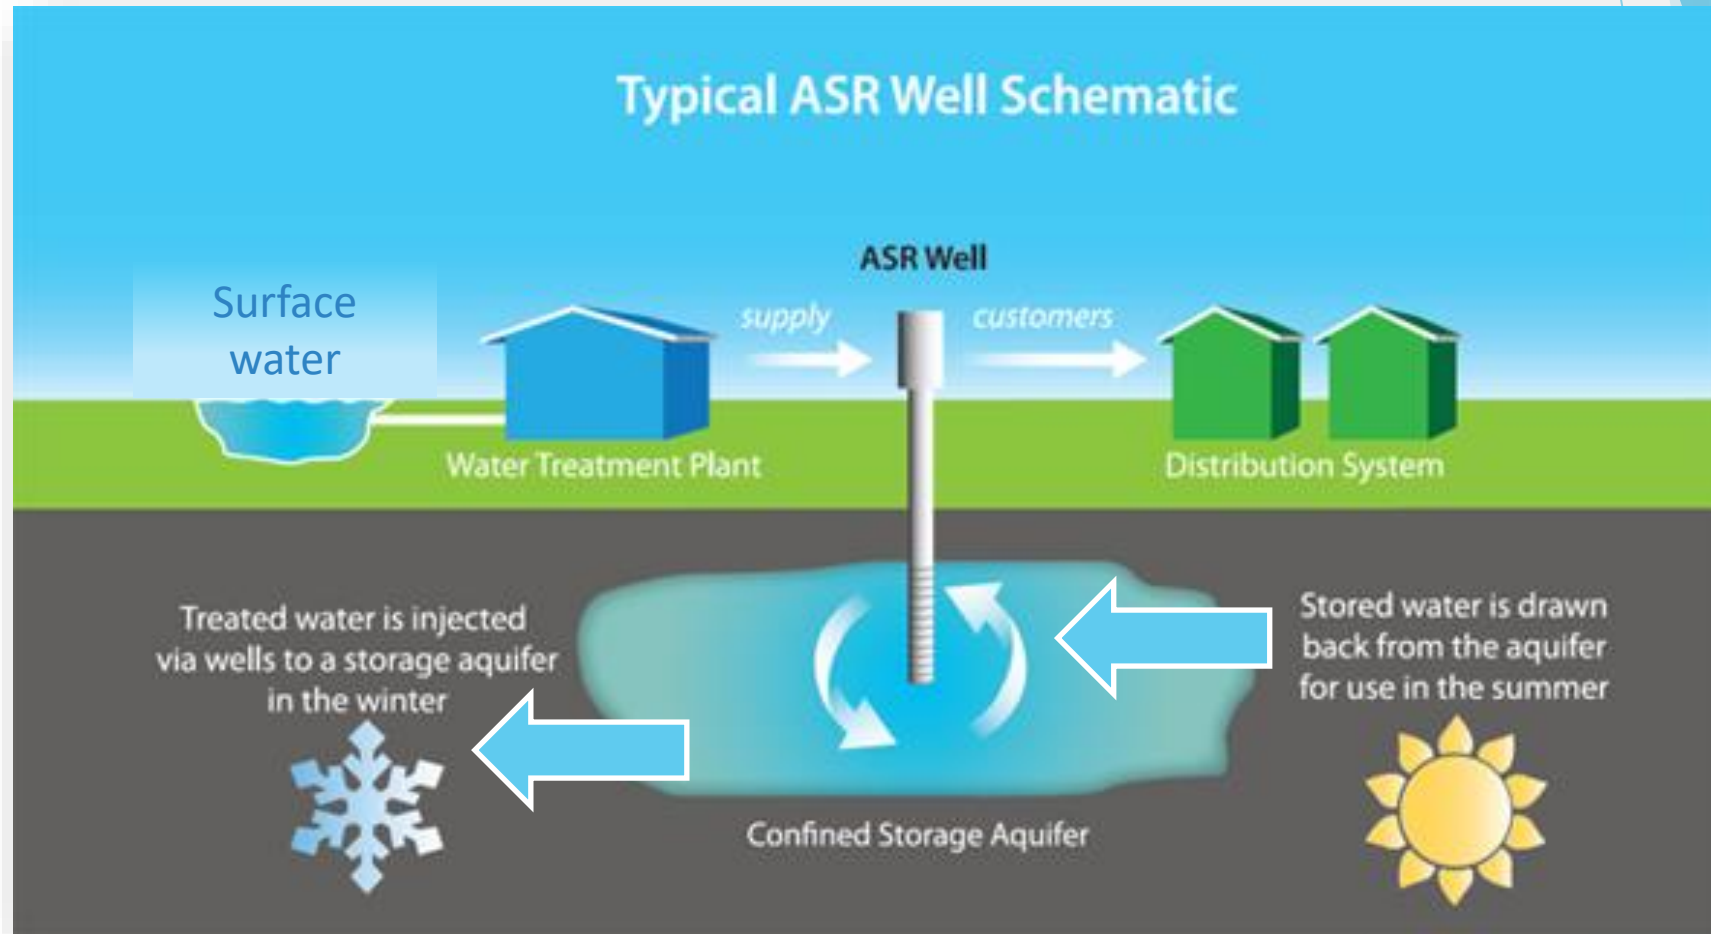 Typical ASR Well Schematic
ASR Well
Surface
water
supply
customers
Water Treatment Plant
Distribution System
Treated water is injected
via wells to a storage aquifer
in the winter
Stored water is drawn
back from the aquifer
for use in the summer
Confined Storage Aquifer